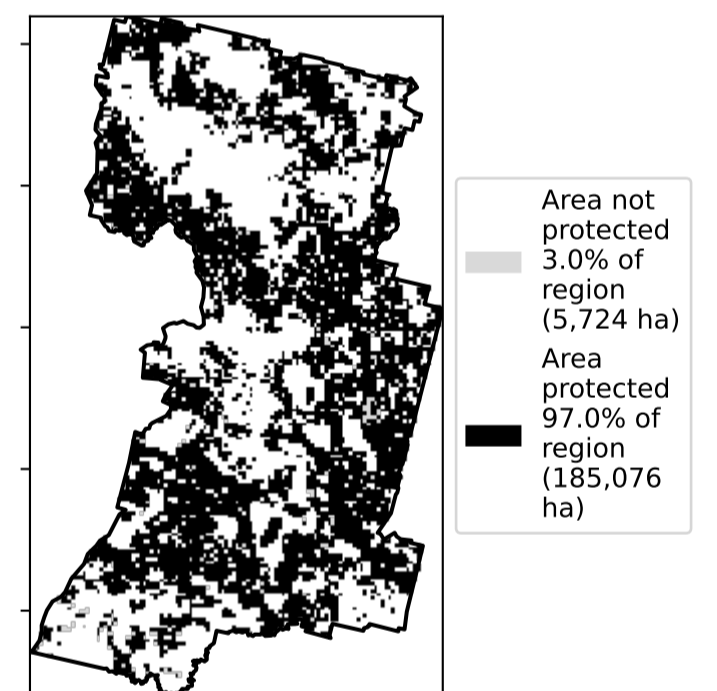 Area not
protected
3.0% of
region
(5,724 ha)
Area
protected
97.0% of
region
(185,076
ha)